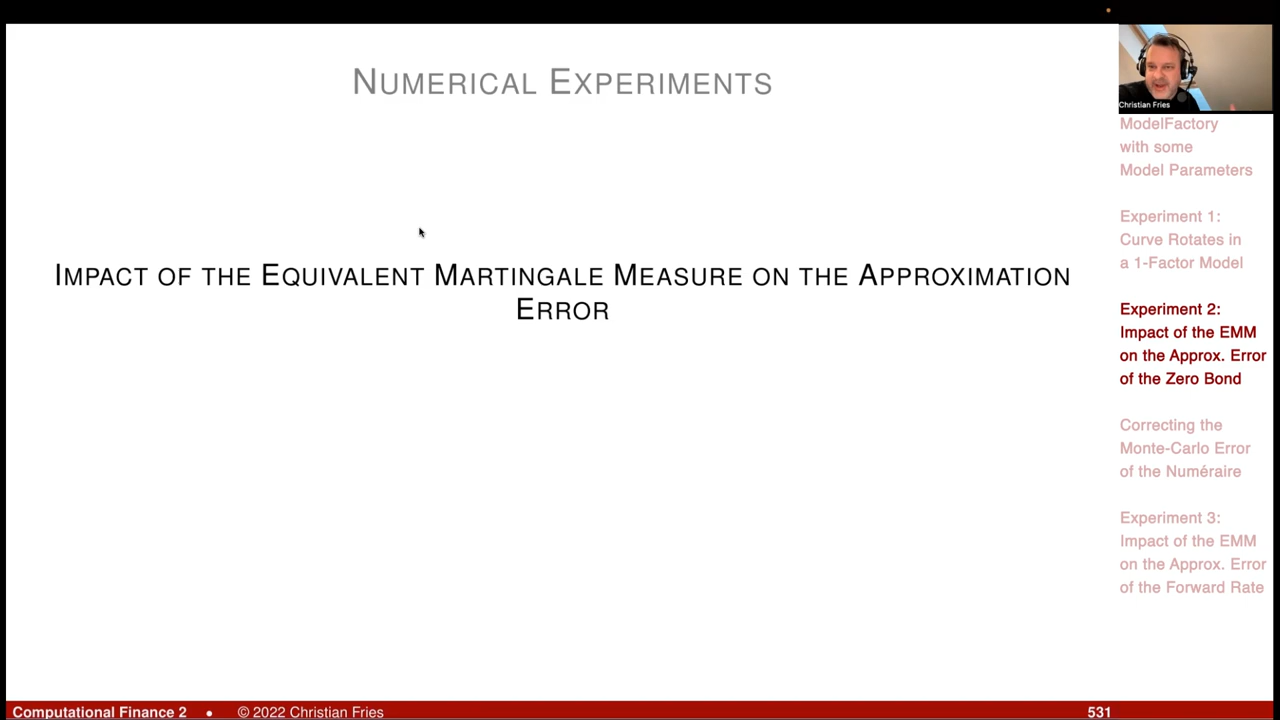 NUMERICAL EXPERIMENTS
IMPACT OF THE EQUIVALENT MARTINGALE MEASURE ON THE APPROXIMATION
ERROR
Christian Fries
ModelFactory
with some
Model Parameters
Experiment 1:
Curve Rotates in
a 1-Factor Model
Experiment 2:
Impact of the EMM
on the Approx. Error
of the Zero Bond
Correcting the
Monte-Carlo Error
of the Numéraire
Experiment 3:
Impact of the EMM
on the Approx. Error
of the Forward Rate
Computational Finance 2 • © 2022 Christian Fries 531